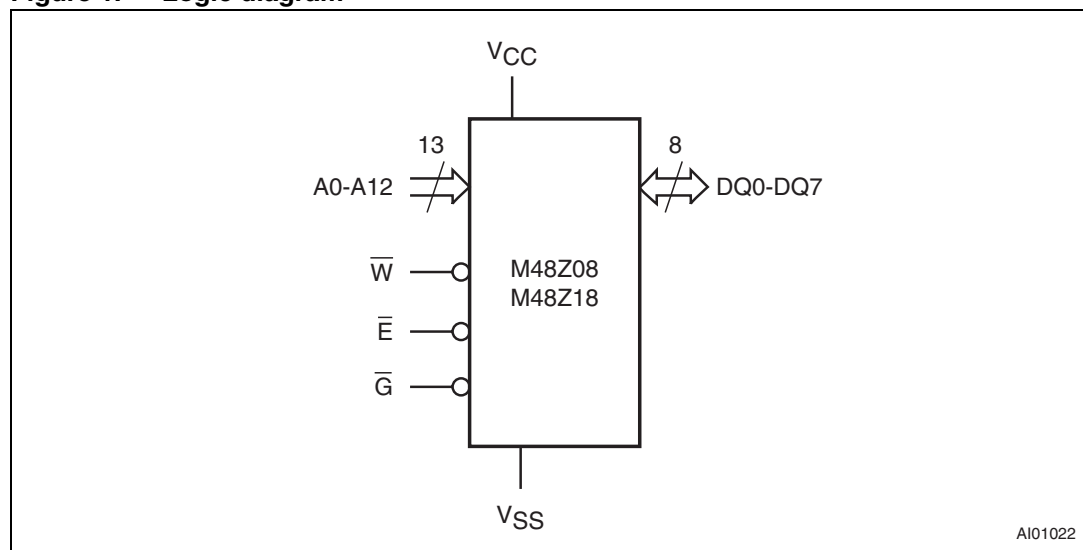 Figure 1. Logic diagram
VCC
13
8
A0-A12
DQ0-DQ7
W̅
M48Z08
M48Z18
E̅
G̅
VSS
AI01022